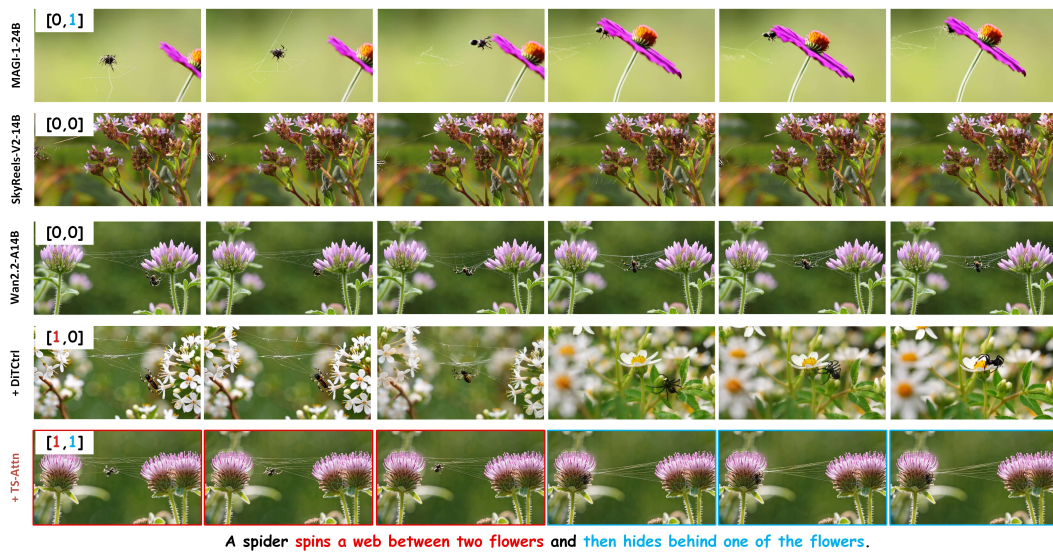 MAGI-1-24B
[0,1]
SkyReels-V2-14B
[0,0]
Wan2.2-A14B
[0,0]
+ DiTCtrl
[1,0]
+ TS-Attn
[1,1]
A spider spins a web between two flowers and then hides behind one of the flowers.